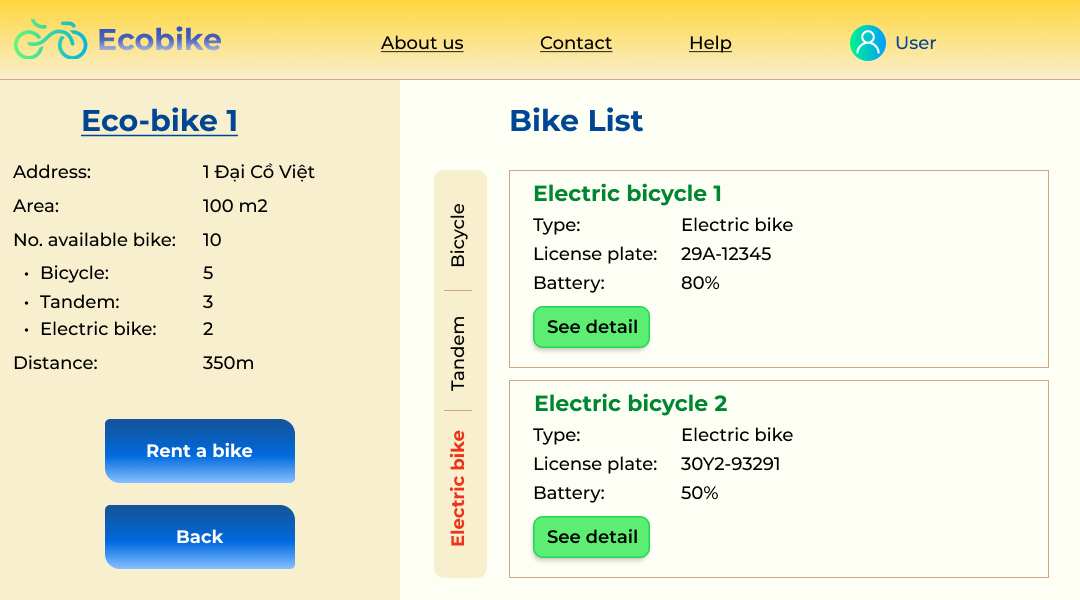 Ecobike
About us
Contact
Help
User
Eco-bike 1
Address: 1 Đại Cồ Việt
Area: 100 m2
No. available bike: 10
• Bicycle: 5
• Tandem: 3
• Electric bike: 2
Distance: 350m
Rent a bike
Back
Bike List
Bicycle
Tandem
Electric bike
Electric bicycle 1
Type: Electric bike
License plate: 29A-12345
Battery: 80%
See detail
Electric bicycle 2
Type: Electric bike
License plate: 30Y2-93291
Battery: 50%
See detail